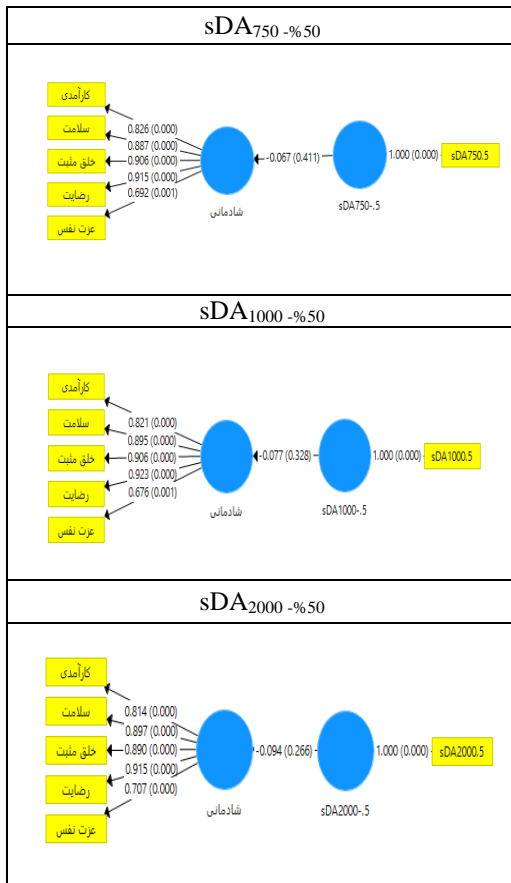 sDA750 -%50
کارآمدی
سلامت
خلق مثبت
رضایت
عزت نفس
0.826 (0.000)
0.887 (0.000)
0.906 (0.000)
0.915 (0.000)
0.692 (0.001)
شادمانی
-0.067 (0.411)
sDA750-.5
1.000 (0.000)
sDA750.5
sDA1000 -%50
کارآمدی
سلامت
خلق مثبت
رضایت
عزت نفس
0.821 (0.000)
0.895 (0.000)
0.906 (0.000)
0.923 (0.000)
0.676 (0.001)
شادمانی
-0.077 (0.328)
sDA1000-.5
1.000 (0.000)
sDA1000.5
sDA2000 -%50
کارآمدی
سلامت
خلق مثبت
رضایت
عزت نفس
0.814 (0.000)
0.897 (0.000)
0.890 (0.000)
0.915 (0.000)
0.707 (0.000)
شادمانی
-0.094 (0.266)
sDA2000-.5
1.000 (0.000)
sDA2000.5